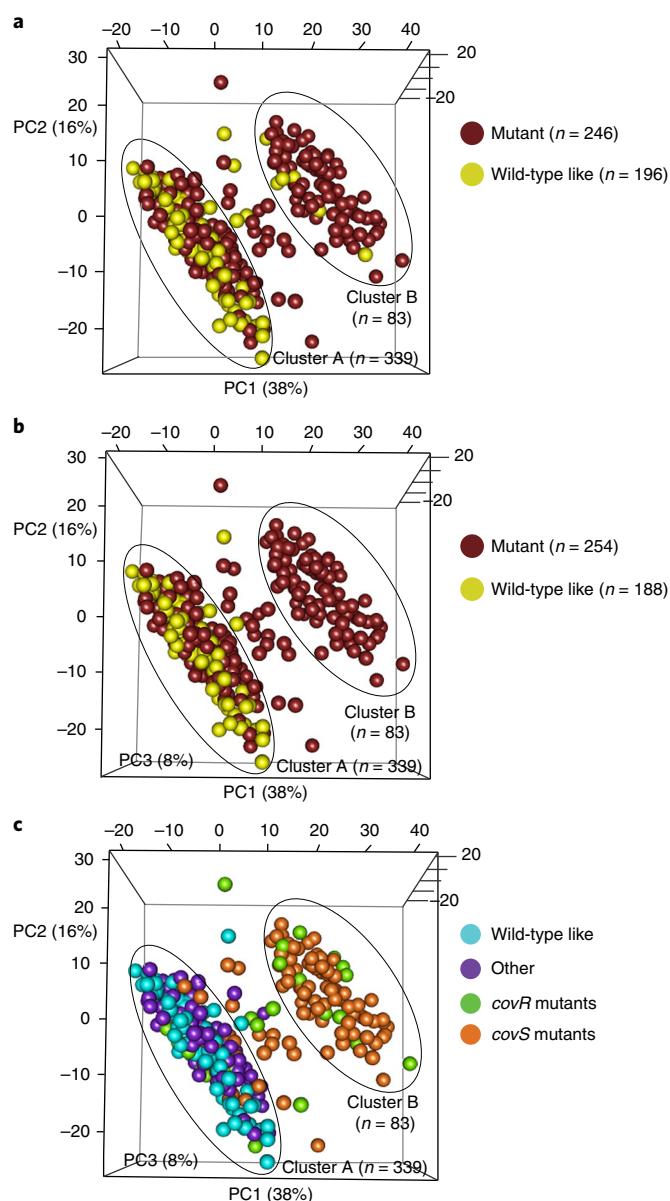 a
−20 −10 0 10 20 30 40
20
−20
30
20
10
0
−10
−20
PC2 (16%)
Cluster B
(n = 83)
Cluster A (n = 339)
PC1 (38%)
Mutant (n = 246)
Wild-type like (n = 196)
b
−20 −10 0 10 20 30 40
20
−20
30
20
10
0
−10
−20
PC2 (16%)
Cluster B
(n = 83)
PC3 (8%)
Cluster A (n = 339)
PC1 (38%)
Mutant (n = 254)
Wild-type like (n = 188)
c
−20 −10 0 10 20 30 40
20
−20
30
20
10
0
−10
−20
PC2 (16%)
Cluster B
(n = 83)
PC3 (8%)
Cluster A (n = 339)
PC1 (38%)
Wild-type like
Other
covR mutants
covS mutants